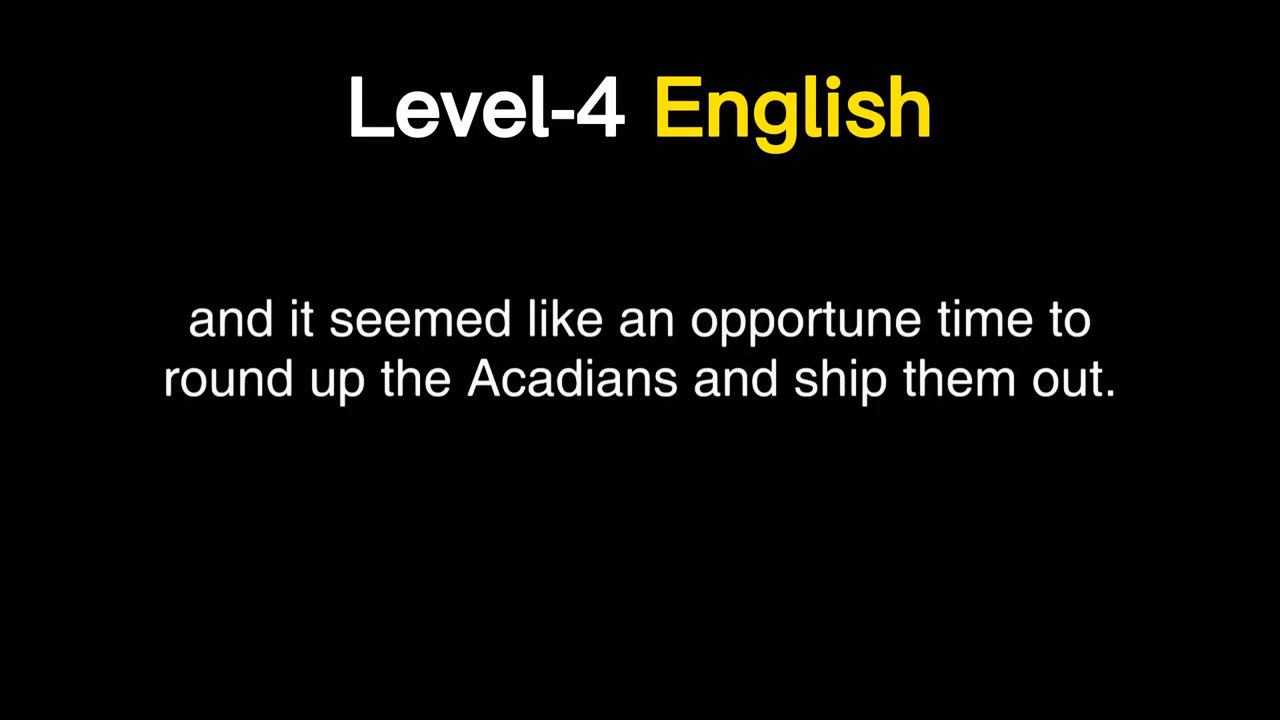 Level-4 English
and it seemed like an opportune time to
round up the Acadians and ship them out.